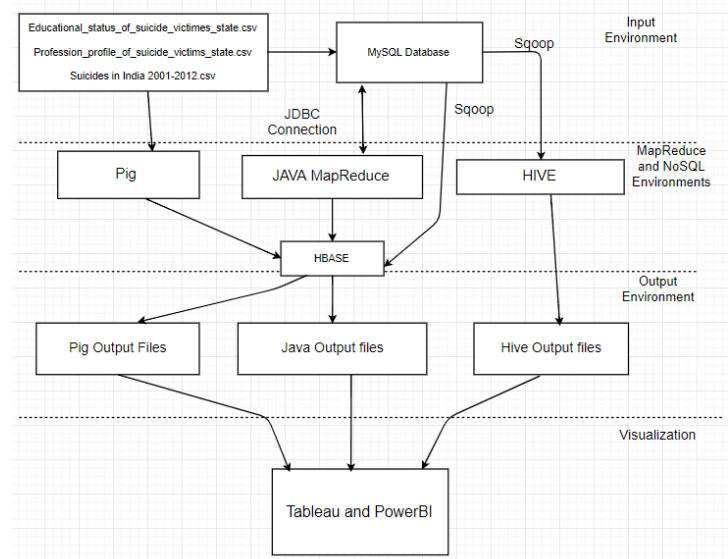 Educational_status_of_suicide_victimes_state.csv
Profession_profile_of_suicide_victims_state.csv
Suicides in India 2001-2012.csv
MySQL Database
Sqoop
Input
Environment
JDBC
Connection
Sqoop
MapReduce
and NoSQL
Environments
Pig
JAVA MapReduce
HIVE
HBASE
Output
Environment
Pig Output Files
Java Output files
Hive Output files
Visualization
Tableau and PowerBI